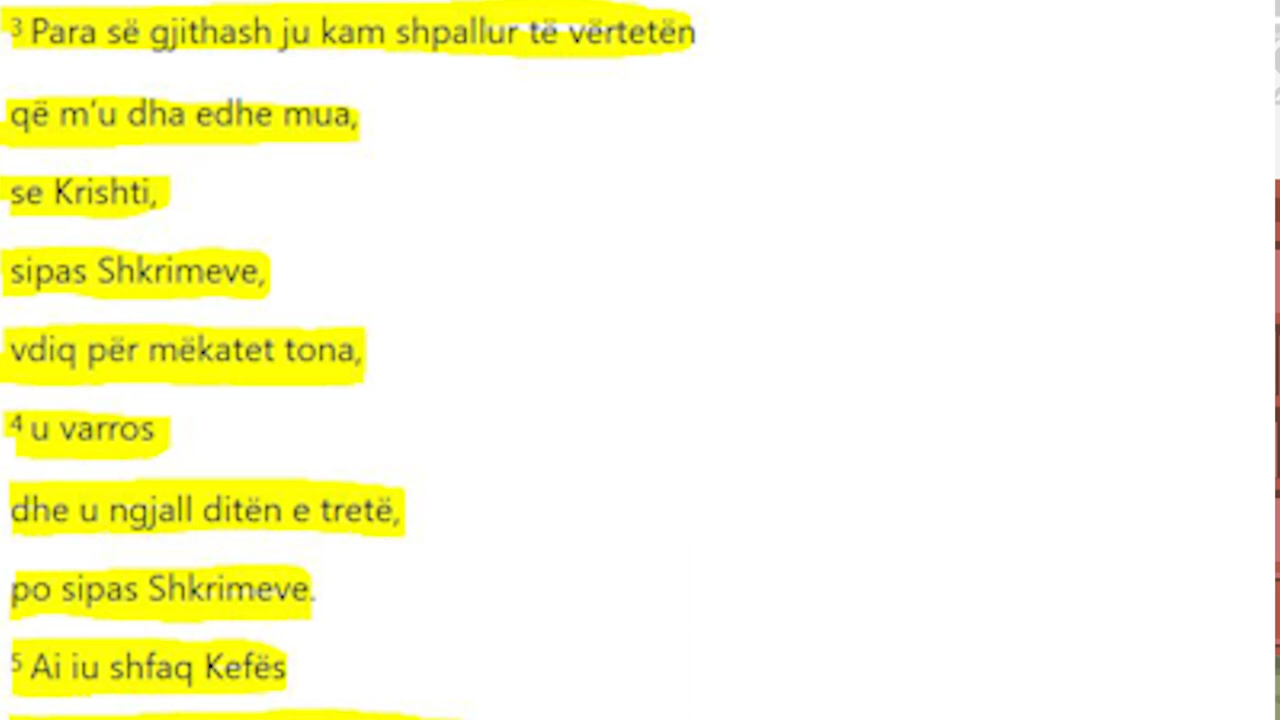 ³ Para së gjithash ju kam shpallur të vërtetën
që m’u dha edhe mua,
se Krishti,
sipas Shkrimeve,
vdiq për mëkatet tona,
⁴ u varros
dhe u ngjall ditën e tretë,
po sipas Shkrimeve.
⁵ Ai iu shfaq Kefës